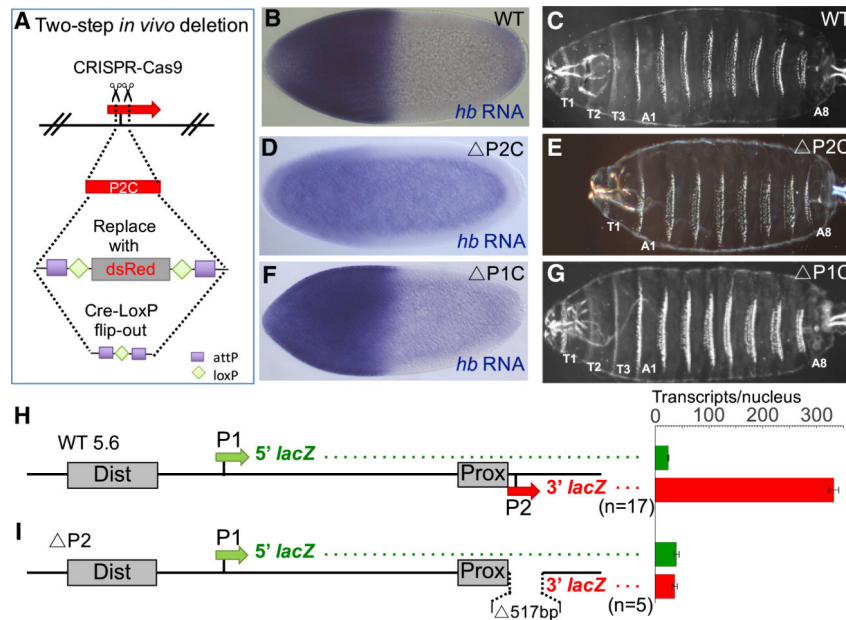 A Two-step in vivo deletion
CRISPR-Cas9
P2C
Replace
with
dsRed
Cre-LoxP
flip-out
attP
loxP
B WT
hb RNA
C WT
T1 T2 T3 A1 A8
D △P2C
hb RNA
E △P2C
T1 A1 A8
F △P1C
hb RNA
G △P1C
T1 T2 T3 A1 A8
Transcripts/nucleus
0 100 200 300
H
WT 5.6
Dist P1 5' lacZ Prox
P2 3' lacZ
(n=17)
I
△P2
Dist P1 5' lacZ Prox
3' lacZ
△517bp
(n=5)